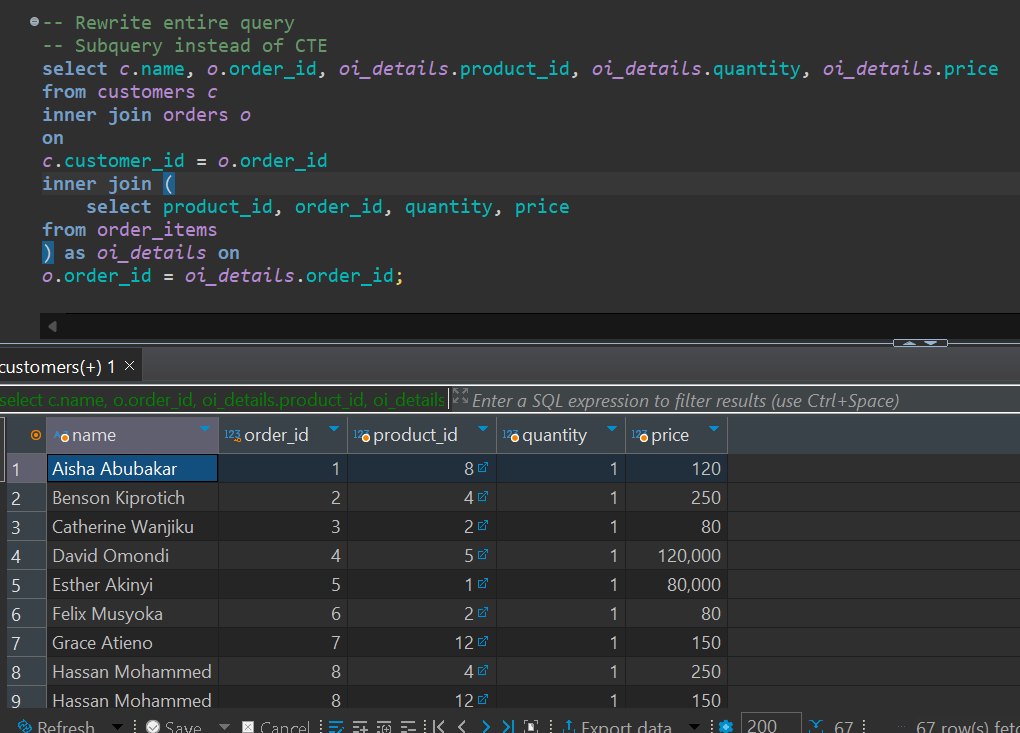 -- Rewrite entire query
-- Subquery instead of CTE
select c.name, o.order_id, oi_details.product_id, oi_details.quantity, oi_details.price
from customers c
inner join orders o
on
c.customer_id = o.order_id
inner join (
select product_id, order_id, quantity, price
from order_items
) as oi_details on
o.order_id = oi_details.order_id;
customers(+) 1 ×
select c.name, o.order_id, oi_details.product_id, oi_details Enter a SQL expression to filter results (use Ctrl+Space)
A-Z name 123 order_id 123 product_id 123 quantity 123 price
1 Aisha Abubakar 1 8 1 120
2 Benson Kiprotich 2 4 1 250
3 Catherine Wanjiku 3 2 1 80
4 David Omondi 4 5 1 120,000
5 Esther Akinyi 5 1 1 80,000
6 Felix Musyoka 6 2 1 80
7 Grace Atieno 7 12 1 150
8 Hassan Mohammed 8 4 1 250
9 Hassan Mohammed 8 12 1 150
Refresh Save Cancel Export data 200 67 67 row(s) fetc